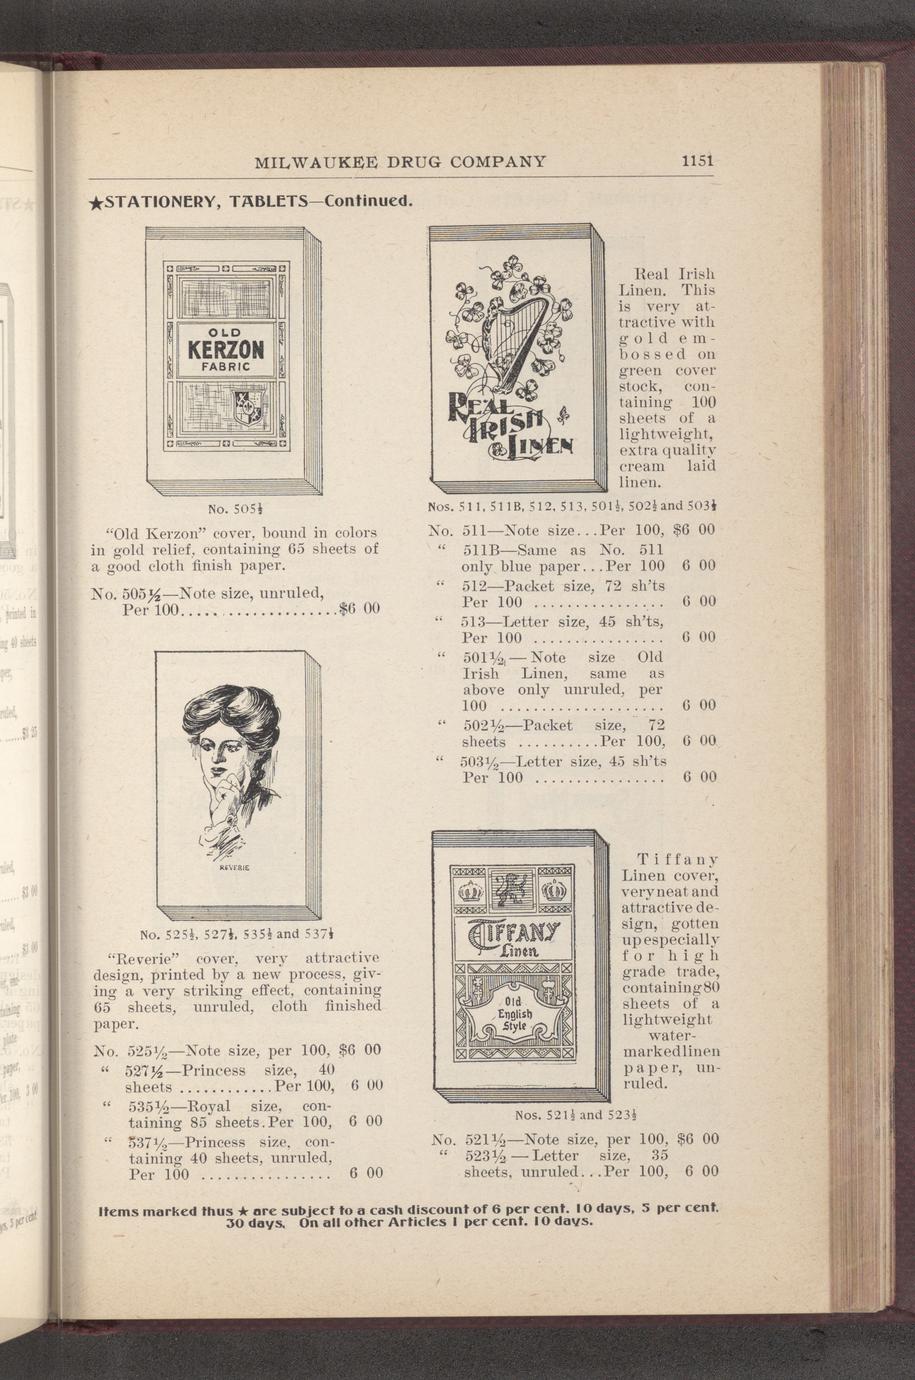 MILWAUKEE DRUG COMPANY 1151
★STATIONERY, TABLETS—Continued.
OLD
KERZON
FABRIC
No. 505½
"Old Kerzon" cover, bound in colors
in gold relief, containing 65 sheets of
a good cloth finish paper.
No. 505½—Note size, unruled,
Per 100....................$6 00
REVERIE
No. 525½, 527½, 535½ and 537½
"Reverie" cover, very attractive
design, printed by a new process, giv-
ing a very striking effect, containing
65 sheets, unruled, cloth finished
paper.
No. 525½—Note size, per 100, $6 00
" 527½—Princess size, 40
sheets ............Per 100, 6 00
" 535½—Royal size, con-
taining 85 sheets.Per 100, 6 00
" 537½—Princess size, con-
taining 40 sheets, unruled,
Per 100 ................ 6 00
REAL
IRISH
LINEN
Real Irish
Linen. This
is very at-
tractive with
gold em-
bossed on
green cover
stock, con-
taining 100
sheets of a
lightweight,
extra quality
cream laid
linen.
Nos. 511, 511B, 512, 513, 501½, 502½ and 503½
No. 511—Note size...Per 100, $6 00
" 511B—Same as No. 511
only blue paper...Per 100 6 00
" 512—Packet size, 72 sh'ts
Per 100 ................ 6 00
" 513—Letter size, 45 sh'ts,
Per 100 ................ 6 00
" 501½—Note size Old
Irish Linen, same as
above only unruled, per
100 .................... 6 00
" 502½—Packet size, 72
sheets ..........Per 100, 6 00
" 503½—Letter size, 45 sh'ts
Per 100 ................ 6 00
TIFFANY
Linen
Old
English
Style
Tiffany
Linen cover,
very neat and
attractive de-
sign, gotten
up especially
for high
grade trade,
containing 80
sheets of a
lightweight
water-
marked linen
paper, un-
ruled.
Nos. 521½ and 523½
No. 521½—Note size, per 100, $6 00
" 523½—Letter size, 35
sheets, unruled...Per 100, 6 00
Items marked thus ★ are subject to a cash discount of 6 per cent. 10 days, 5 per cent.
30 days. On all other Articles 1 per cent. 10 days.